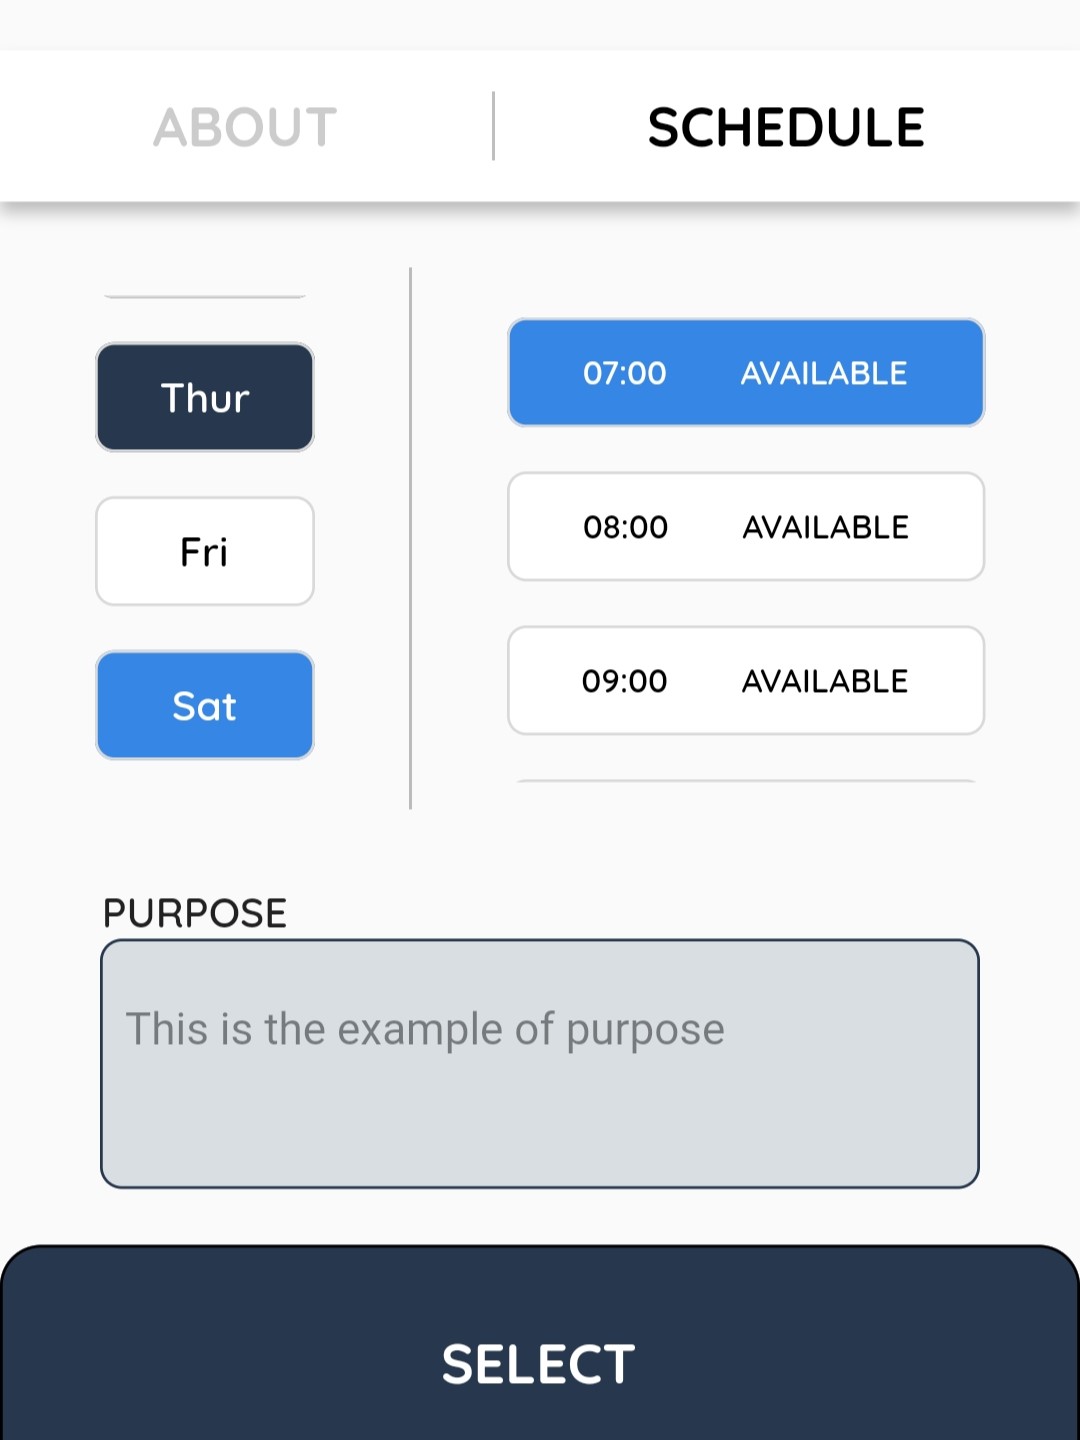 ABOUT
SCHEDULE
Thur
Fri
Sat
07:00 AVAILABLE
08:00 AVAILABLE
09:00 AVAILABLE
PURPOSE
This is the example of purpose
SELECT